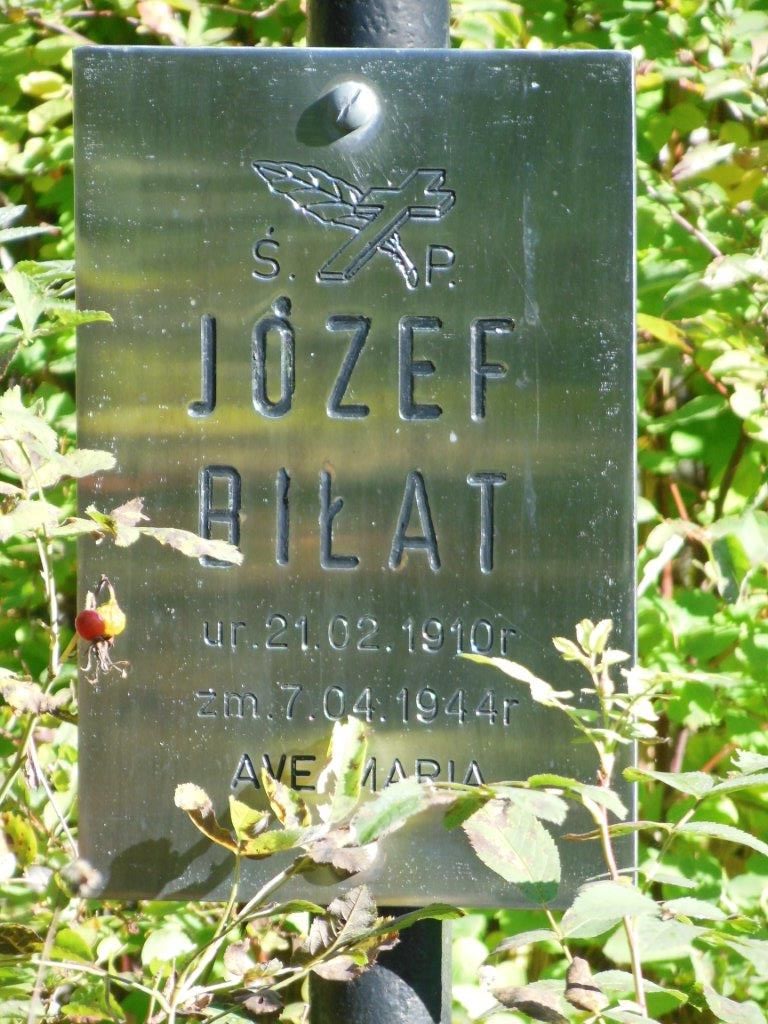 Ś. P.
JÓZEF
BIŁAT
ur. 21.02.1910r
zm. 7.04.1944r
AVE MARIA